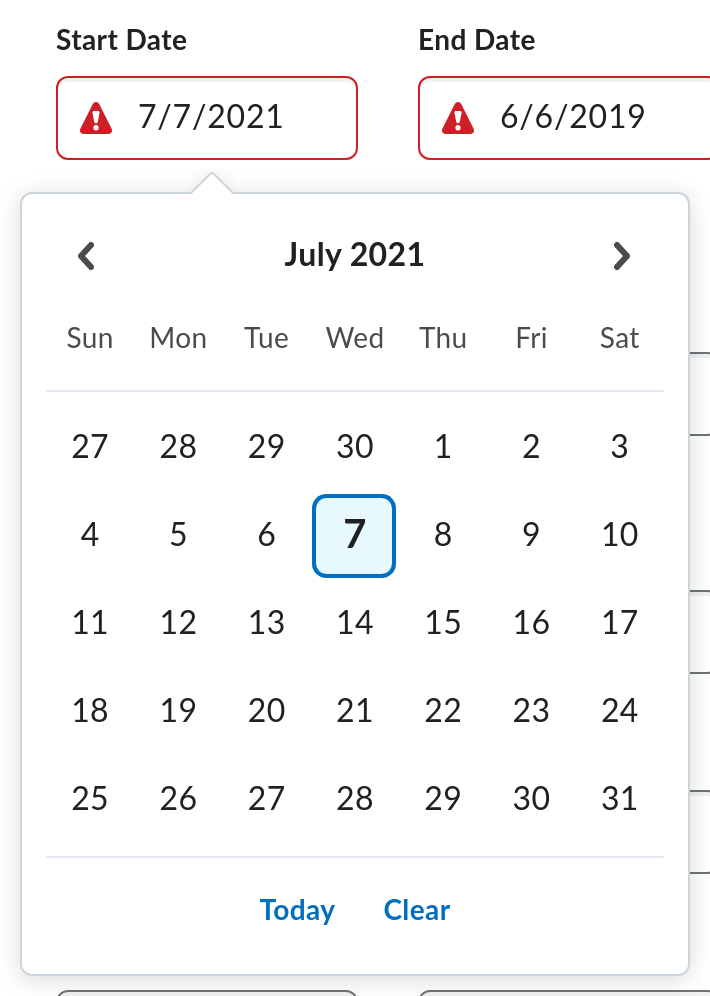 Start Date End Date
7/7/2021 6/6/2019
July 2021
Sun Mon Tue Wed Thu Fri Sat
27 28 29 30 1 2 3
4 5 6 7 8 9 10
11 12 13 14 15 16 17
18 19 20 21 22 23 24
25 26 27 28 29 30 31
Today Clear